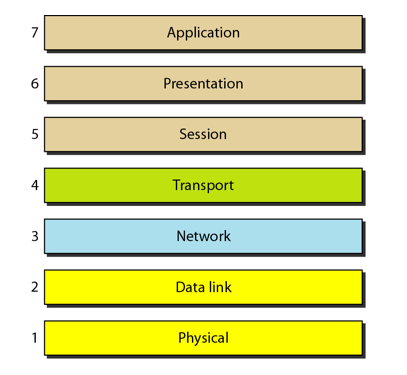 7 Application
6 Presentation
5 Session
4 Transport
3 Network
2 Data link
1 Physical